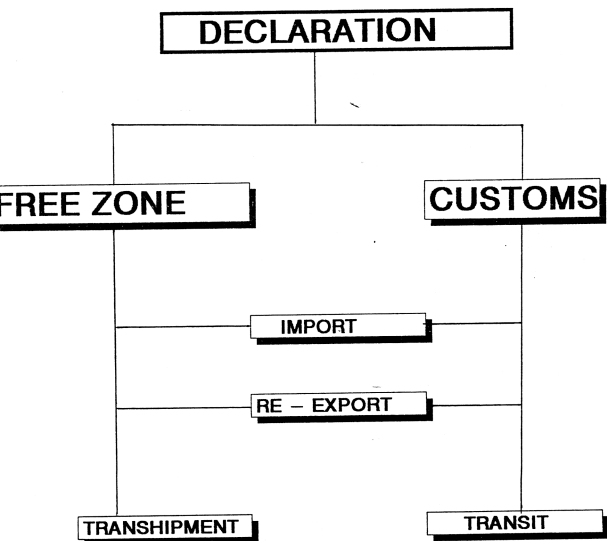 DECLARATION
FREE ZONE
CUSTOMS
IMPORT
RE – EXPORT
TRANSHIPMENT
TRANSIT